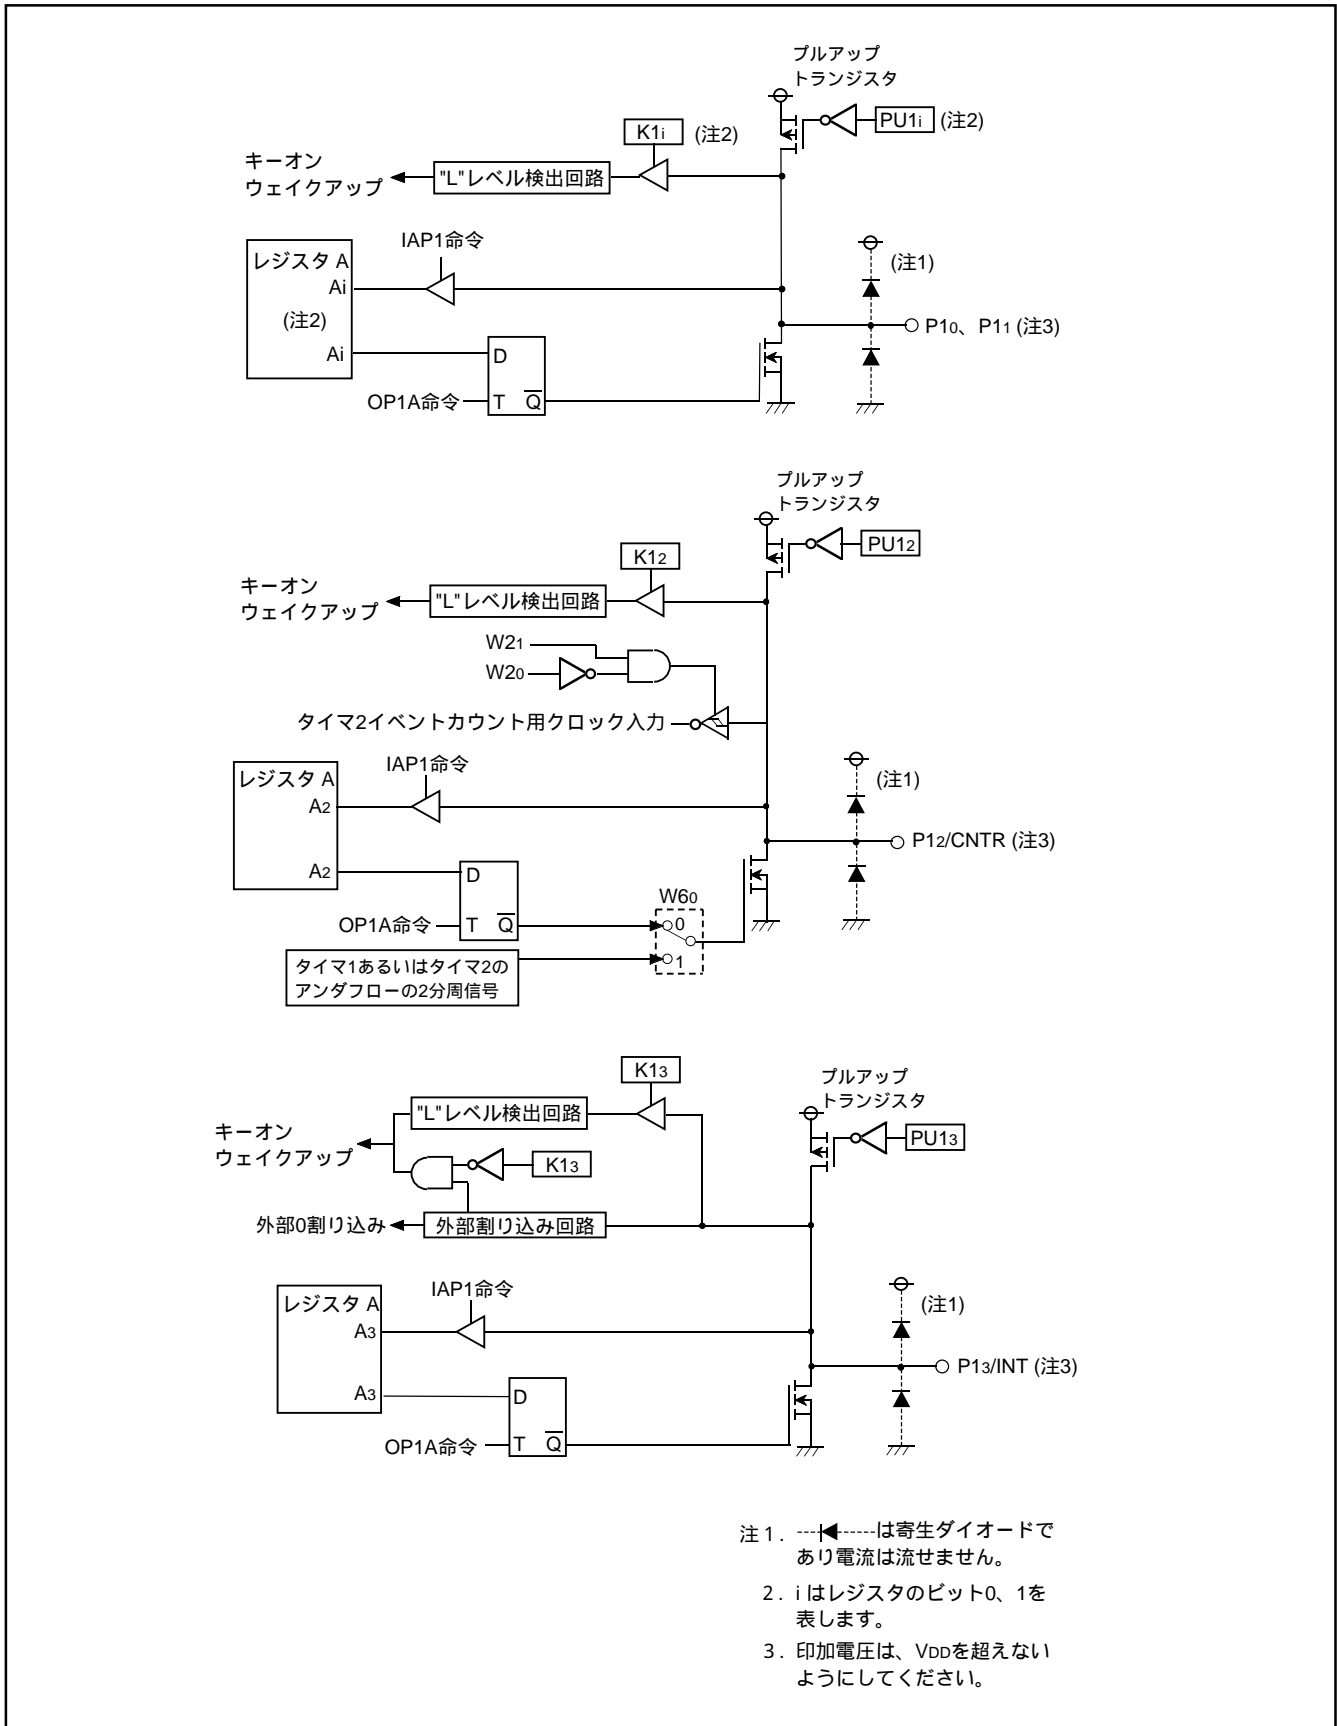 プルアップ
トランジスタ
K1i (注2)
PU1i (注2)
キーオン
ウェイクアップ
"L"レベル検出回路
IAP1命令
レジスタ A
Ai
(注2)
Ai
(注1)
P10、P11 (注3)
D
OP1A命令
T Q
プルアップ
トランジスタ
K12
PU12
キーオン
ウェイクアップ
"L"レベル検出回路
W21
W20
タイマ2イベントカウント用クロック入力
IAP1命令
レジスタ A
A2
A2
(注1)
P12/CNTR (注3)
D
W60
OP1A命令
T Q
0
1
タイマ1あるいはタイマ2の
アンダフローの2分周信号
K13
プルアップ
トランジスタ
"L"レベル検出回路
PU13
キーオン
ウェイクアップ
K13
外部0割り込み
外部割り込み回路
IAP1命令
レジスタ A
A3
A3
(注1)
P13/INT (注3)
D
OP1A命令
T Q
注 1 . は寄生ダイオードで
あり電流は流せません。
2 . i はレジスタのビット0、1を
表します。
3 . 印加電圧は、VDDを超えない
ようにしてください。